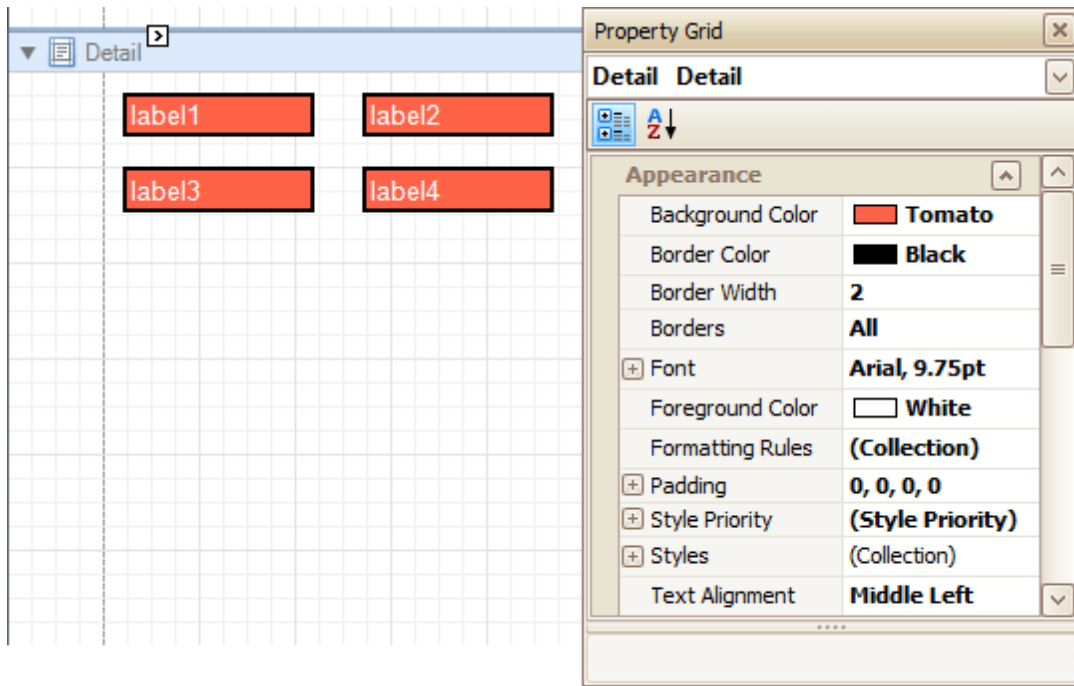 Detail
label1 label2
label3 label4
Property Grid
Detail Detail
A
Z
Appearance
Background Color Tomato
Border Color Black
Border Width 2
Borders All
Font Arial, 9.75pt
Foreground Color White
Formatting Rules (Collection)
Padding 0, 0, 0, 0
Style Priority (Style Priority)
Styles (Collection)
Text Alignment Middle Left